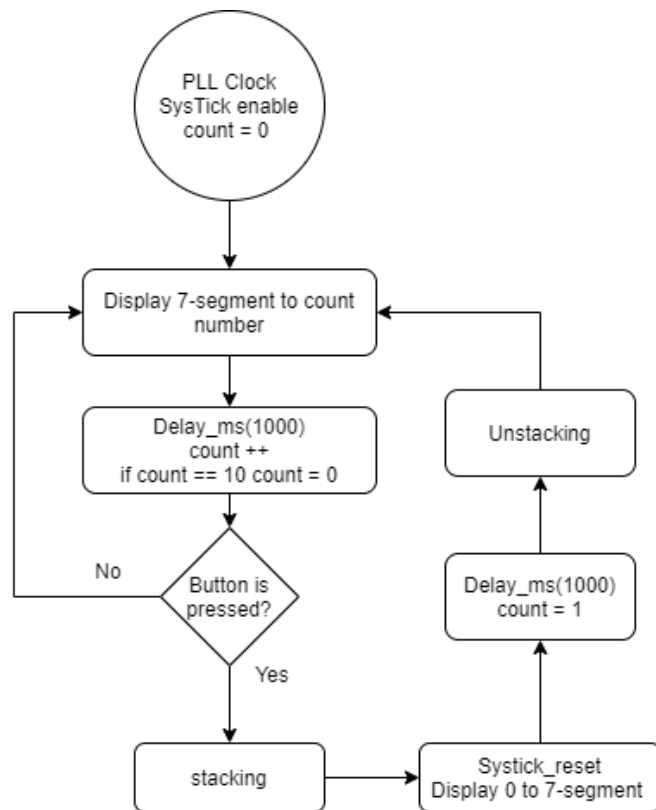 PLL Clock
SysTick enable
count = 0
Display 7-segment to count
number
Delay_ms(1000)
count ++
if count == 10 count = 0
No
Button is
pressed?
Yes
stacking
Systick_reset
Display 0 to 7-segment
Delay_ms(1000)
count = 1
Unstacking